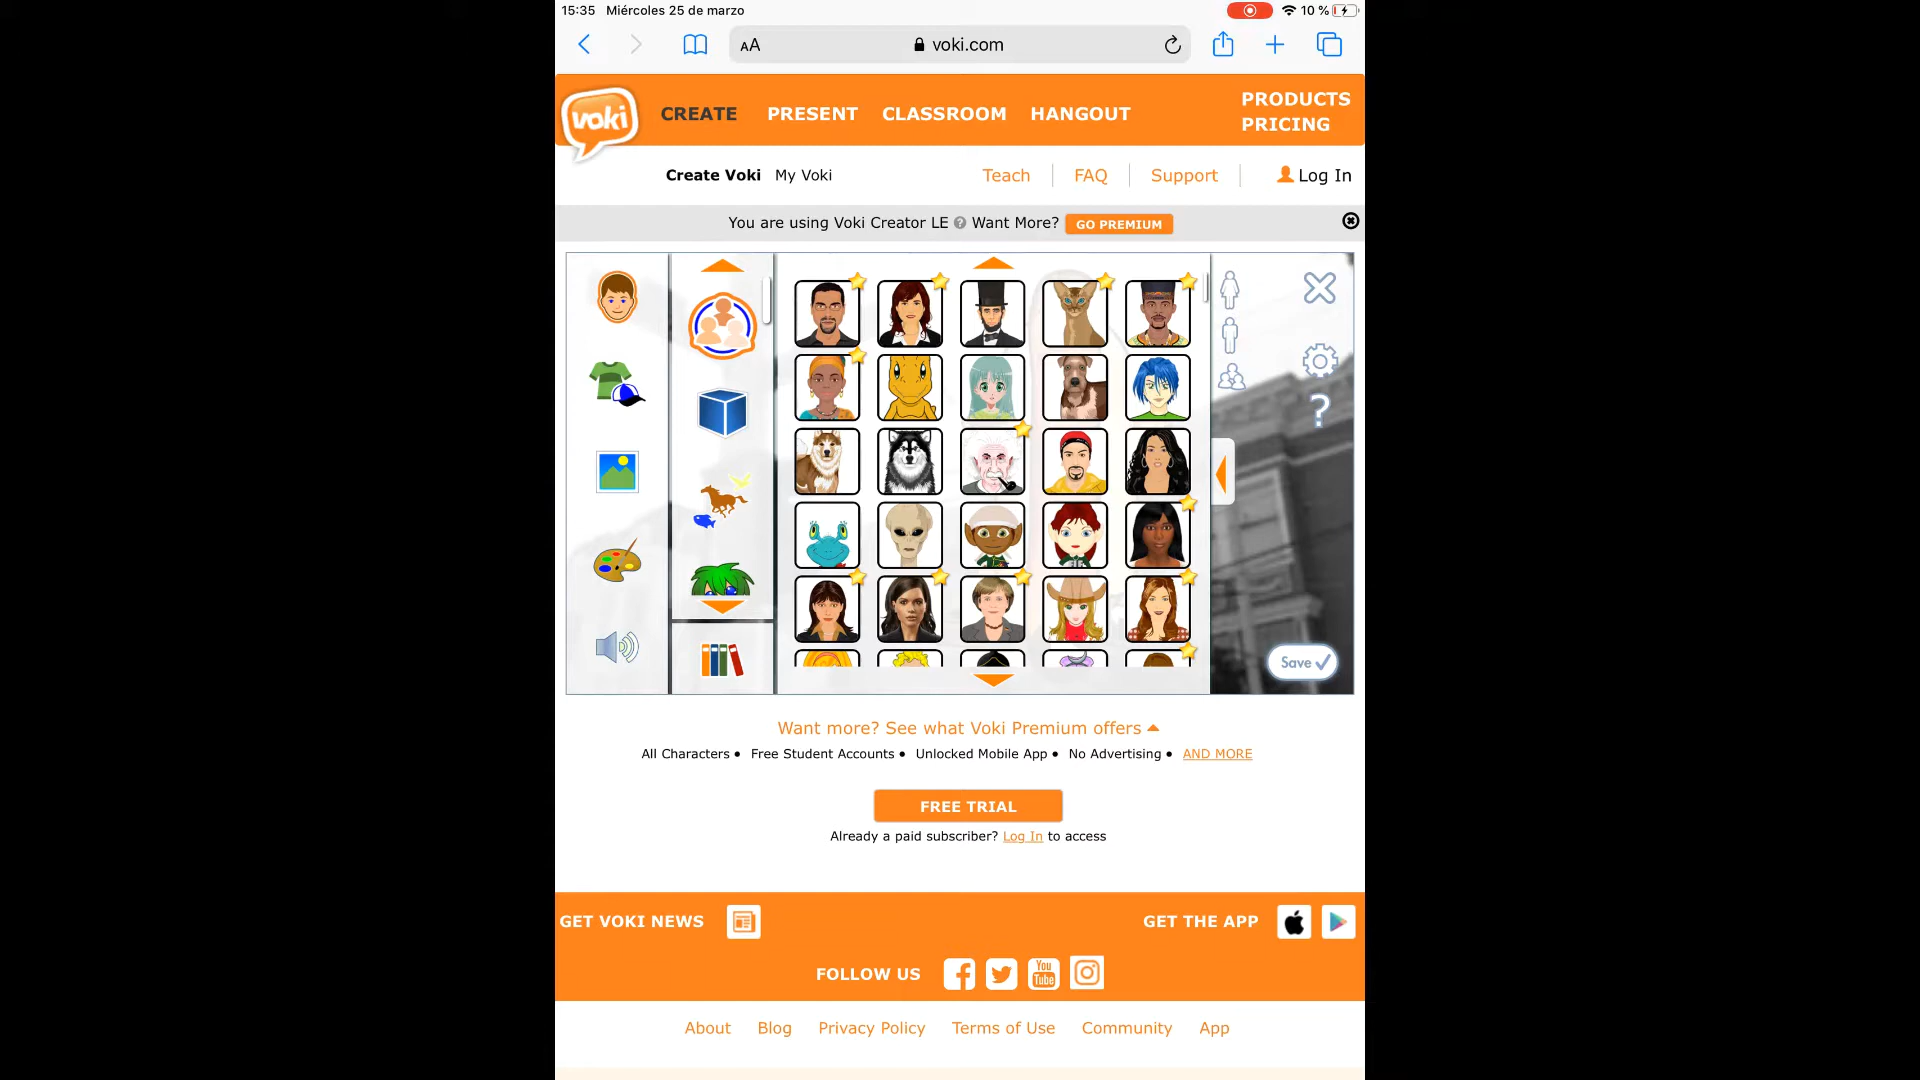 15:35 Miércoles 25 de marzo
10 %
AA
voki.com
voki
CREATE PRESENT CLASSROOM HANGOUT
PRODUCTS
PRICING
Create Voki My Voki
Teach FAQ Support Log In
You are using Voki Creator LE ? Want More? GO PREMIUM
?
Save
Want more? See what Voki Premium offers
All Characters • Free Student Accounts • Unlocked Mobile App • No Advertising • AND MORE
FREE TRIAL
Already a paid subscriber? Log In to access
GET VOKI NEWS
GET THE APP
FOLLOW US
You
Tube
About Blog Privacy Policy Terms of Use Community App